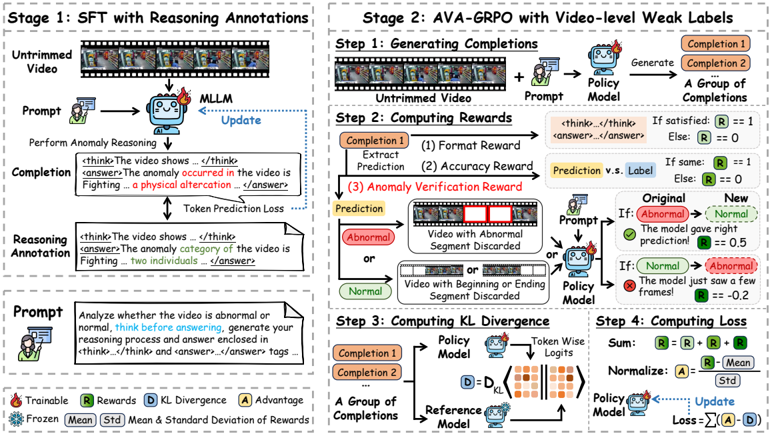 Stage 1: SFT with Reasoning Annotations
Untrimmed
Video
Prompt
MLLM
Update
Perform Anomaly Reasoning
Completion
<think>The video shows ... </think>
<answer>The anomaly occurred in the video is
Fighting ... a physical altercation ... </answer>
Token Prediction Loss
Reasoning
Annotation
<think>The video shows ... </think>
<answer>The anomaly category of the video is
Fighting ... two individuals ... </answer>
Prompt
Analyze whether the video is abnormal or
normal, think before answering, generate your
reasoning process and answer enclosed in
<think>...</think> and <answer>...</answer> tags ...
Trainable
R Rewards
D KL Divergence
A Advantage
Frozen
Mean
Std
Mean & Standard Deviation of Rewards
Stage 2: AVA-GRPO with Video-level Weak Labels
Step 1: Generating Completions
Untrimmed Video
+
Prompt
Policy
Model
Generate
Completion 1
Completion 2
...
A Group of
Completions
Step 2: Computing Rewards
Completion 1
Extract
Prediction
(1) Format Reward
<think>...</think>
<answer>...</answer>
If satisfied: R == 1
Else: R == 0
(2) Accuracy Reward
Prediction v.s. Label
If same: R == 1
Else: R == 0
(3) Anomaly Verification Reward
Prediction
Abnormal
or
Normal
Video with Abnormal
Segment Discarded
or
Video with Beginning or Ending
Segment Discarded
Prompt
or
Policy
Model
Original
New
If: Abnormal
Normal
The model gave right
prediction! R == 0.5
If: Normal
Abnormal
The model just saw a few
frames! R == -0.2
Step 3: Computing KL Divergence
Completion 1
Completion 2
...
A Group of
Completions
Policy
Model
Reference
Model
Token Wise
Logits
D = DKL
Step 4: Computing Loss
Sum: R = R + R + R
Normalize: A = R - Mean
Std
Policy
Model
Update
Loss=∑(A - D)